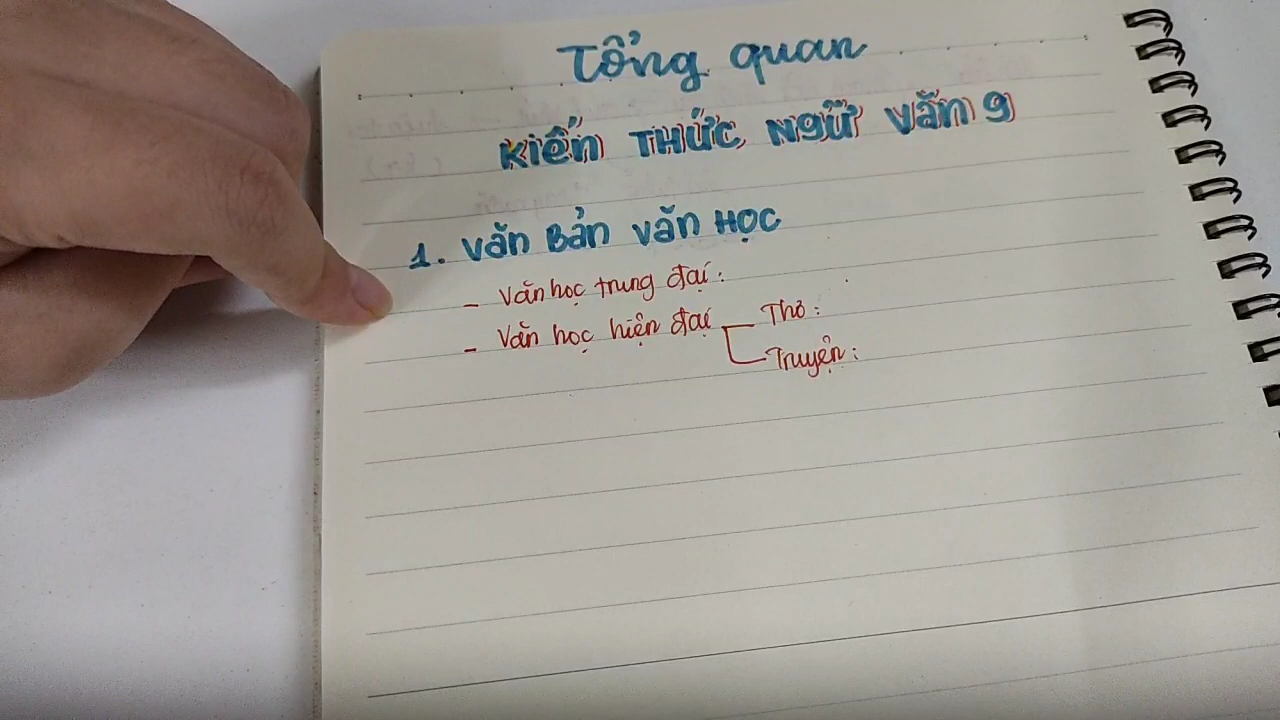 Tổng quan
Kiến THỨC NGỮ Văn 9
1. Văn Bản Văn Học
- Văn học trung đại:
- Văn học hiện đại Thơ:
Truyện: